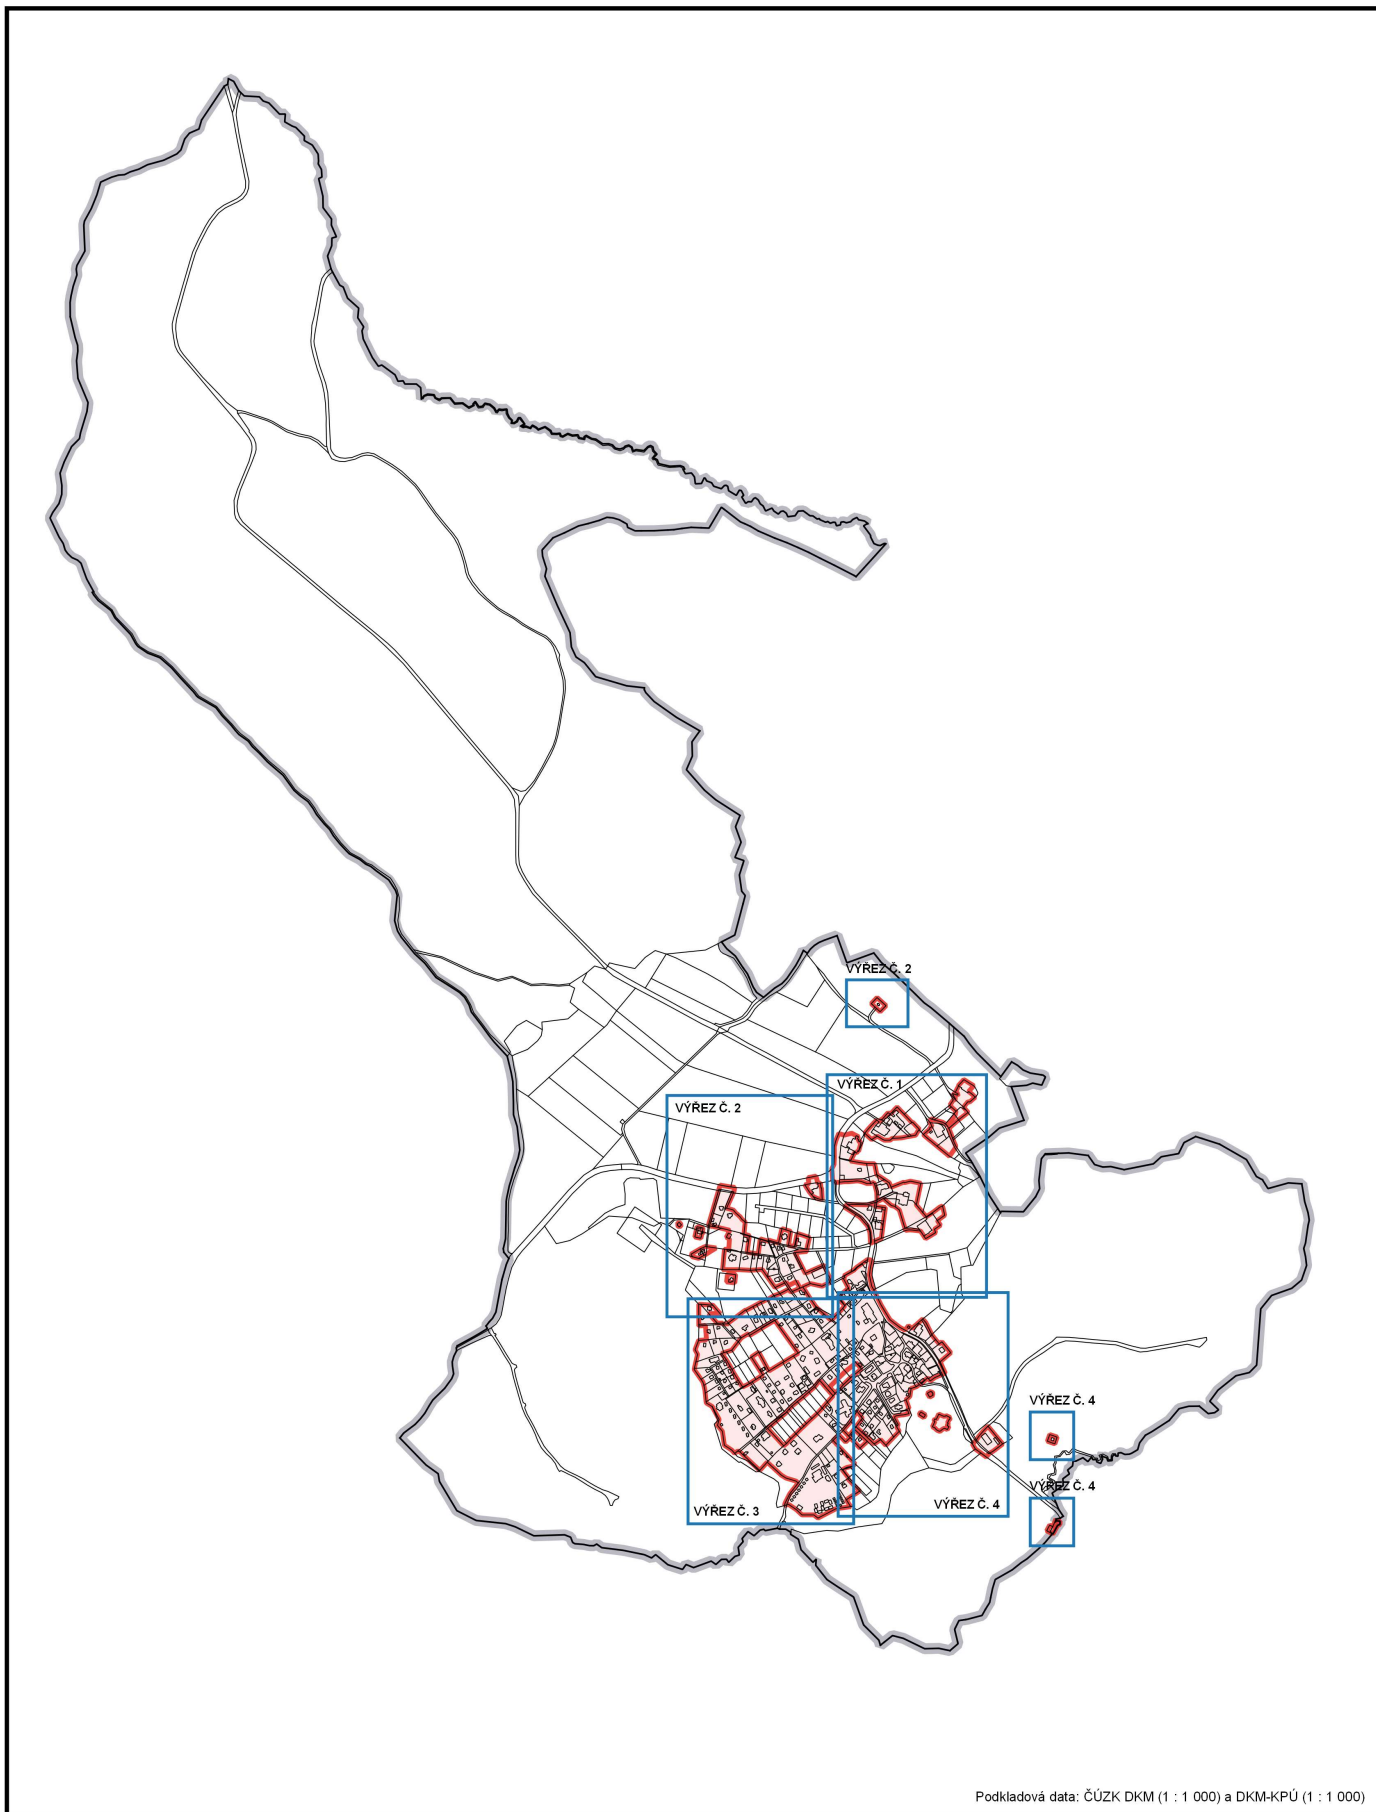 VÝŘEZ Č. 2
VÝŘEZ Č. 1
VÝŘEZ Č. 2
VÝŘEZ Č. 4
VÝŘEZ Č. 4
VÝŘEZ Č. 3
VÝŘEZ Č. 4
Podkladová data: ČÚZK DKM (1 : 1 000) a DKM-KPÚ (1 : 1 000)